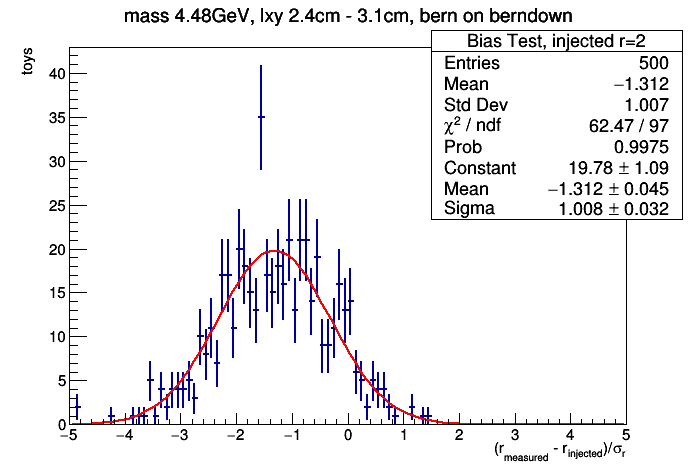 mass 4.48GeV, lxy 2.4cm - 3.1cm, bern on berndown
Bias Test, injected r=2
Entries 500
Mean −1.312
Std Dev 1.007
χ² / ndf 62.47 / 97
Prob 0.9975
Constant 19.78 ± 1.09
Mean −1.312 ± 0.045
Sigma 1.008 ± 0.032
toys
40
35
30
25
20
15
10
5
0
−5 −4 −3 −2 −1 0 1 2 3 4 5
(r_measured - r_injected)/σ_r